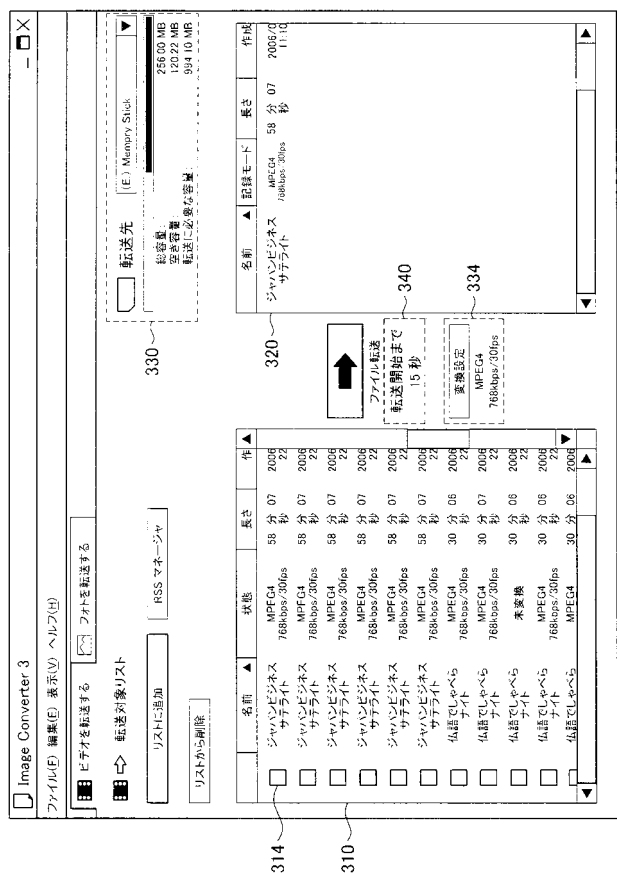 Image Converter 3
ファイル(F) 編集(E) 表示(V) ヘルプ(H)
ビデオを転送する
フォトを転送する
転送対象リスト
リストに追加
RSS マネージャ
リストから削除
転送先
(E:) Mempry Stick
総容量:
256.00 MB
空き容量:
120.22 MB
転送に必要な容量:
994.10 MB
330
名前 状態 長さ 作
ジャパンビジネス
サテライト
MPEG4
768kbps/30fps
58 分 07
秒
2006
22
ジャパンビジネス
サテライト
MPEG4
768kbps/30fps
58 分 07
秒
2006
22
ジャパンビジネス
サテライト
MPEG4
768kbps/30fps
58 分 07
秒
2006
22
ジャパンビジネス
サテライト
MPEG4
768kbps/30fps
58 分 07
秒
2006
22
ジャパンビジネス
サテライト
MPEG4
768kbps/30fps
58 分 07
秒
2006
22
ジャパンビジネス
サテライト
MPEG4
768kbps/30fps
58 分 07
秒
2006
22
仏語でしゃべら
ナイト
MPEG4
768kbps/30fps
30 分 06
秒
2006
22
仏語でしゃべら
ナイト
MPEG4
768kbps/30fps
30 分 07
秒
2006
22
仏語でしゃべら
ナイト
未変換
30 分 06
秒
2006
22
仏語でしゃべら
ナイト
MPEG4
768kbps/30fps
30 分 06
秒
2006
22
仏語でしゃべら
MPEG4
30 分 06
2006
314
310
ファイル転送
転送開始まで
15 秒
340
変換設定
MPEG4
768kbps/30fps
334
320
名前 記録モード 長さ 作成
ジャパンビジネス
サテライト
MPEG4
768kbps/30fps
58 分 07
秒
2006/0
11:10